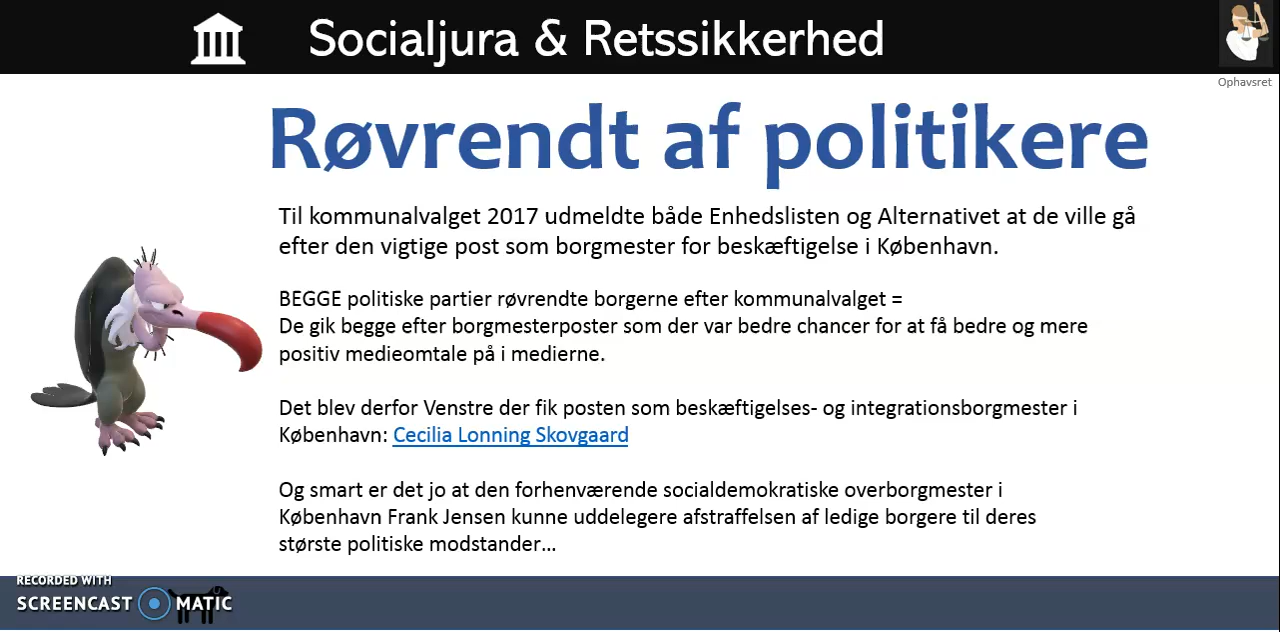 Socialjura & Retssikkerhed
Ophavsret
Røvrendt af politikere
Til kommunalvalget 2017 udmeldte både Enhedslisten og Alternativet at de ville gå
efter den vigtige post som borgmester for beskæftigelse i København.
BEGGE politiske partier røvrendte borgerne efter kommunalvalget =
De gik begge efter borgmesterposter som der var bedre chancer for at få bedre og mere
positiv medieomtale på i medierne.
Det blev derfor Venstre der fik posten som beskæftigelses- og integrationsborgmester i
København: Cecilia Lonning Skovgaard
Og smart er det jo at den forhenværende socialdemokratiske overborgmester i
København Frank Jensen kunne uddelegere afstraffelsen af ledige borgere til deres
største politiske modstander...
RECORDED WITH
SCREENCAST MATIC